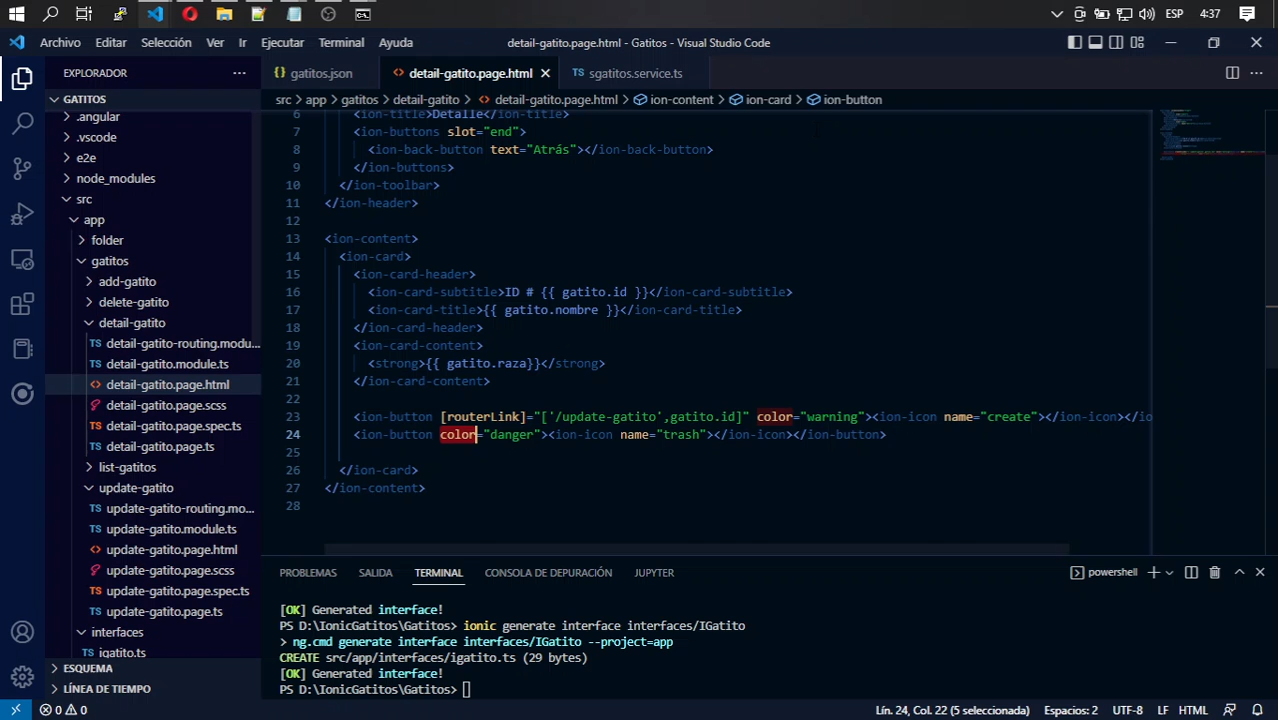 ESP 4:37
Archivo Editar Selección Ver Ir Ejecutar Terminal Ayuda detail-gatito.page.html - Gatitos - Visual Studio Code
EXPLORADOR
gatitos.json detail-gatito.page.html sgatitos.service.ts
src > app > gatitos > detail-gatito > detail-gatito.page.html > ion-content > ion-card > ion-button
GATITOS
.angular
.vscode
e2e
node_modules
src
app
folder
gatitos
add-gatito
delete-gatito
detail-gatito
detail-gatito-routing.modu...
detail-gatito.module.ts
detail-gatito.page.html
detail-gatito.page.scss
detail-gatito.page.spec.ts
detail-gatito.page.ts
list-gatitos
update-gatito
update-gatito-routing.mo...
update-gatito.module.ts
update-gatito.page.html
update-gatito.page.scss
update-gatito.page.spec.ts
update-gatito.page.ts
interfaces
igatito.ts
ESQUEMA
LÍNEA DE TIEMPO
6 <ion-title>Detalle</ion-title>
7 <ion-buttons slot="end">
8 <ion-back-button text="Atrás"></ion-back-button>
9 </ion-buttons>
10 </ion-toolbar>
11 </ion-header>
12
13 <ion-content>
14 <ion-card>
15 <ion-card-header>
16 <ion-card-subtitle>ID # {{ gatito.id }}</ion-card-subtitle>
17 <ion-card-title>{{ gatito.nombre }}</ion-card-title>
18 </ion-card-header>
19 <ion-card-content>
20 <strong>{{ gatito.raza}}</strong>
21 </ion-card-content>
22
23 <ion-button [routerLink]="['/update-gatito',gatito.id]" color="warning"><ion-icon name="create"></ion-icon></io
24 <ion-button color="danger"><ion-icon name="trash"></ion-icon></ion-button>
25
26 </ion-card>
27 </ion-content>
28
PROBLEMAS SALIDA TERMINAL CONSOLA DE DEPURACIÓN JUPYTER powershell
[OK] Generated interface!
PS D:\IonicGatitos\Gatitos> ionic generate interface interfaces/IGatito
> ng.cmd generate interface interfaces/IGatito --project=app
CREATE src/app/interfaces/igatito.ts (29 bytes)
[OK] Generated interface!
PS D:\IonicGatitos\Gatitos>
0 0 Lín. 24, Col. 22 (5 seleccionada) Espacios: 2 UTF-8 LF HTML